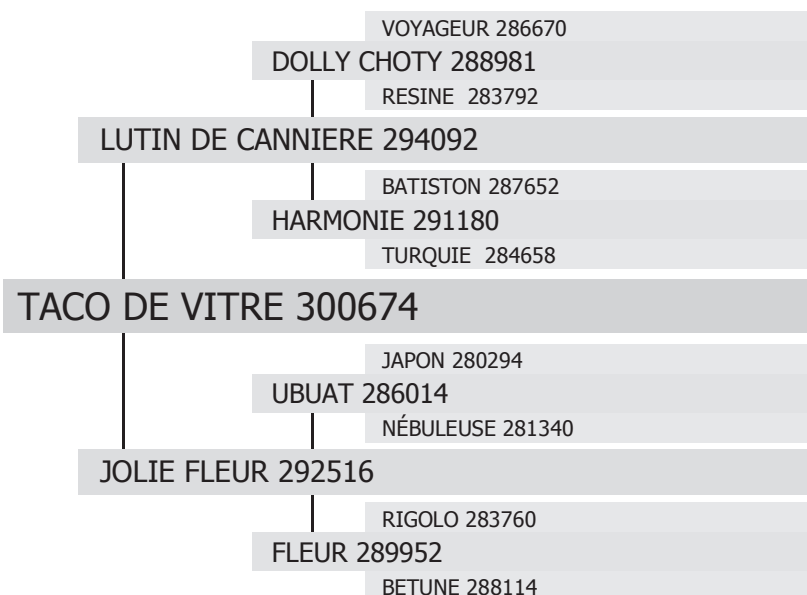 VOYAGEUR 286670
DOLLY CHOTY 288981
RESINE 283792
LUTIN DE CANNIERE 294092
BATISTON 287652
HARMONIE 291180
TURQUIE 284658
TACO DE VITRE 300674
JAPON 280294
UBUAT 286014
NÉBULEUSE 281340
JOLIE FLEUR 292516
RIGOLO 283760
FLEUR 289952
BETUNE 288114